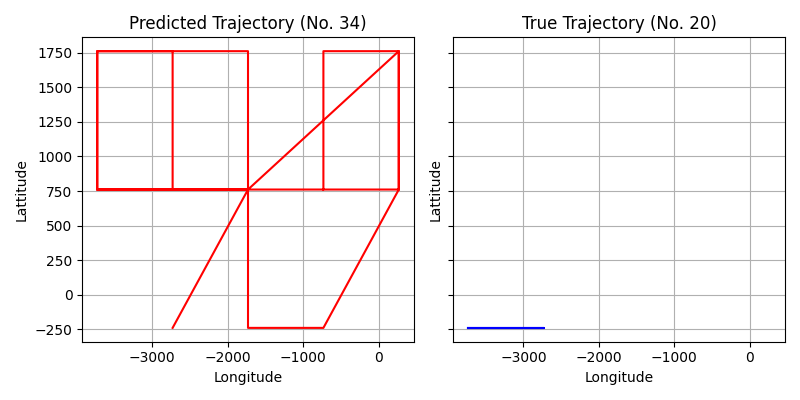 Predicted Trajectory (No. 34)
True Trajectory (No. 20)
1750
1500
1250
1000
750
500
250
0
−250
Lattitude
Lattitude
−3000
−2000
−1000
0
−3000
−2000
−1000
0
Longitude
Longitude